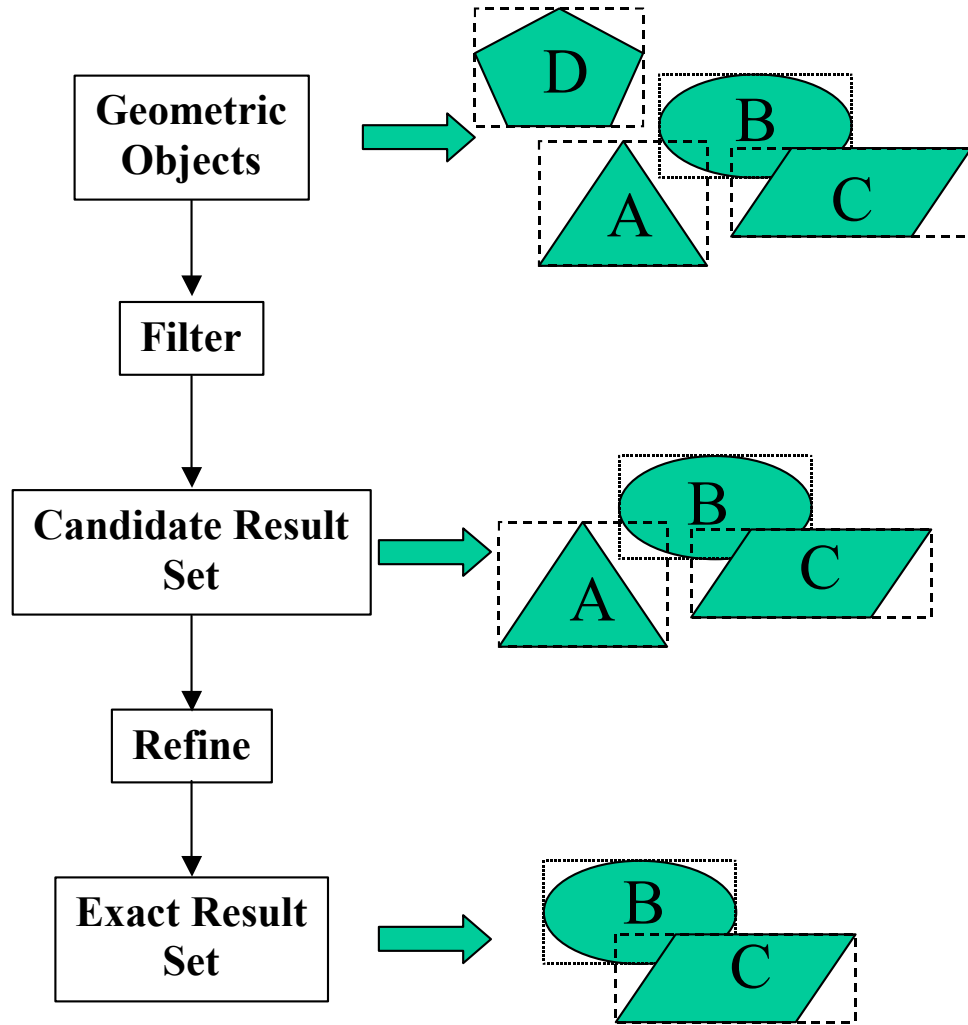 Geometric
Objects
D
B
A
C
Filter
Candidate Result
Set
B
A
C
Refine
Exact Result
Set
B
C